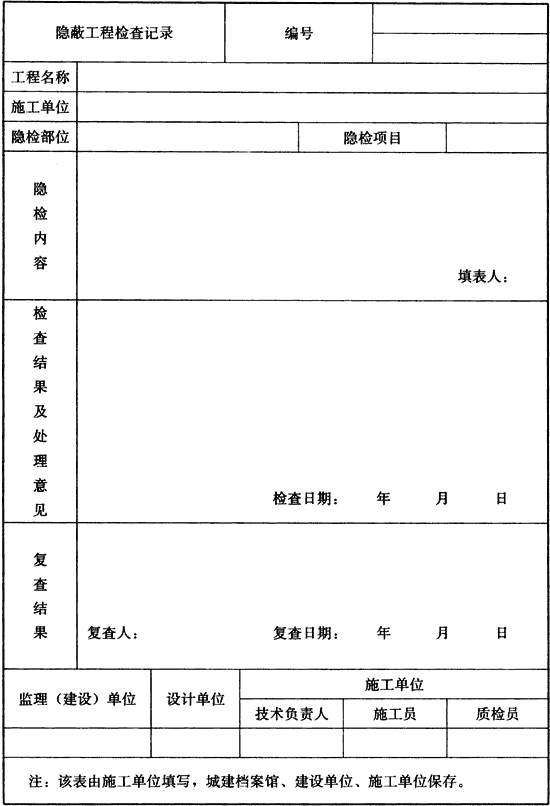 隐蔽工程检查记录 编号
工程名称
施工单位
隐检部位 隐检项目
隐检内容
填表人：
检查结果及处理意见
检查日期： 年 月 日
复查结果
复查人： 复查日期： 年 月 日
监理（建设）单位 设计单位 施工单位
技术负责人 施工员 质检员
注：该表由施工单位填写，城建档案馆、建设单位、施工单位保存。